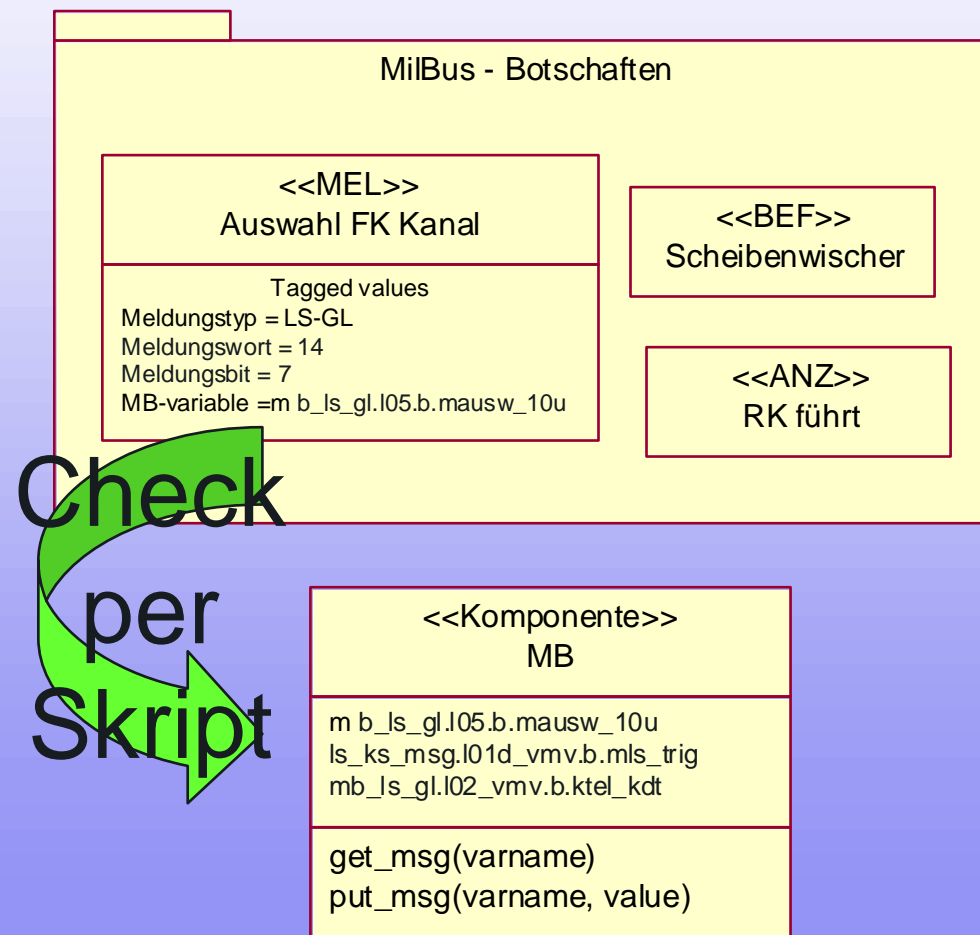 MilBus - Botschaften
<<MEL>>
Auswahl FK Kanal
Tagged values
Meldungstyp = LS-GL
Meldungswort = 14
Meldungsbit = 7
MB-variable =m b_ls_gl.l05.b.mausw_10u
<<BEF>>
Scheibenwischer
<<ANZ>>
RK führt
Check
per
Skript
<<Komponente>>
MB
m b_ls_gl.l05.b.mausw_10u
ls_ks_msg.l01d_vmv.b.mls_trig
mb_ls_gl.l02_vmv.b.ktel_kdt
get_msg(varname)
put_msg(varname, value)